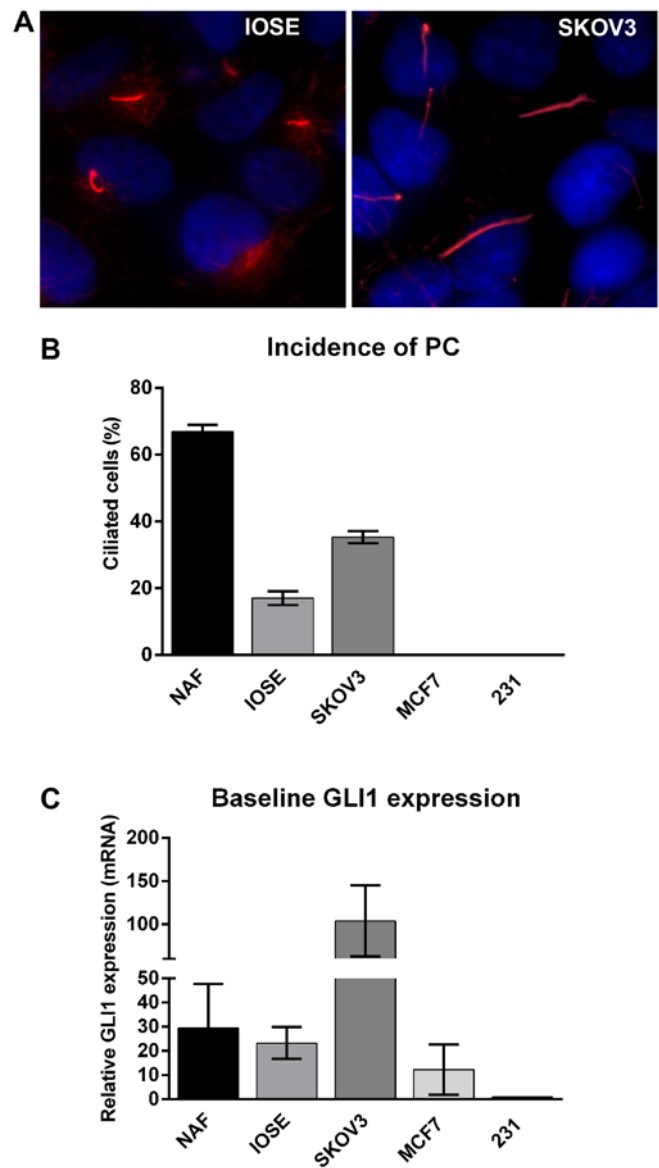 A
IOSE
SKOV3
B
Incidence of PC
Ciliated cells (%)
80
60
40
20
0
NAF
IOSE
SKOV3
MCF7
231
C
Baseline GLI1 expression
Relative GLI1 expression (mRNA)
200
150
100
50
40
30
20
10
0
NAF
IOSE
SKOV3
MCF7
231